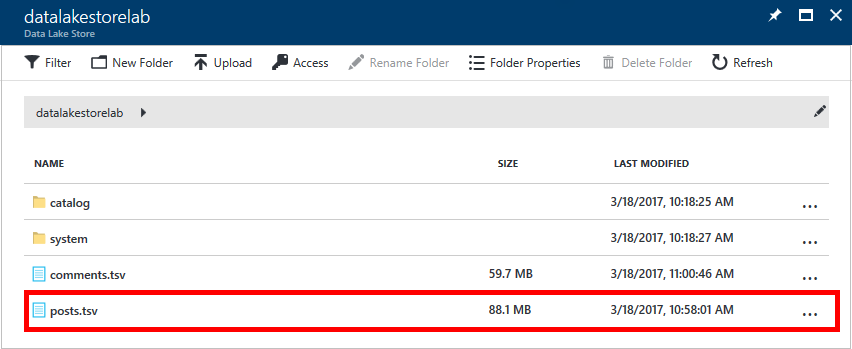 datalakestorelab
Data Lake Store
Filter New Folder Upload Access Rename Folder Folder Properties Delete Folder Refresh
datalakestorelab
NAME SIZE LAST MODIFIED
catalog 3/18/2017, 10:18:25 AM ...
system 3/18/2017, 10:18:27 AM ...
comments.tsv 59.7 MB 3/18/2017, 11:00:46 AM ...
posts.tsv 88.1 MB 3/18/2017, 10:58:01 AM ...